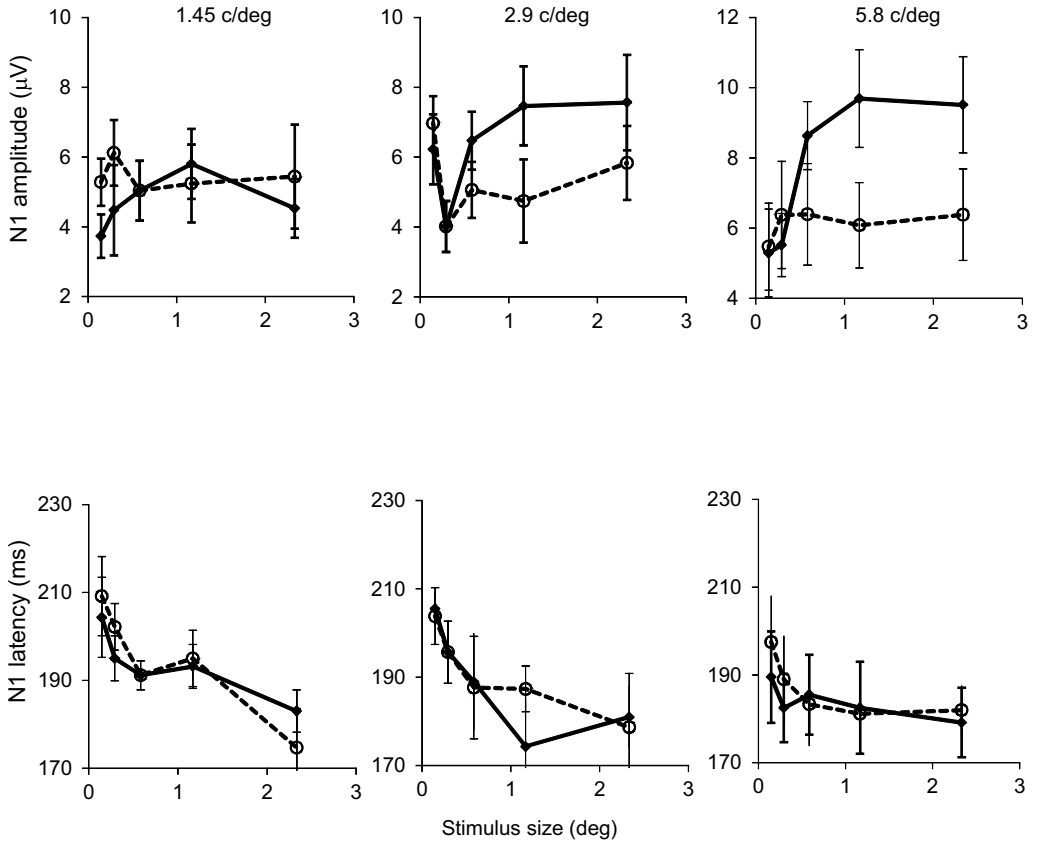 1.45 c/deg 2.9 c/deg 5.8 c/deg
N1 amplitude (µV)
10 10 12
8 8 10
6 6 8
4 4 6
2 2 4
0 1 2 3 0 1 2 3 0 1 2 3
N1 latency (ms)
230 230 230
210 210 210
190 190 190
170 170 170
0 1 2 3 0 1 2 3 0 1 2 3
Stimulus size (deg)